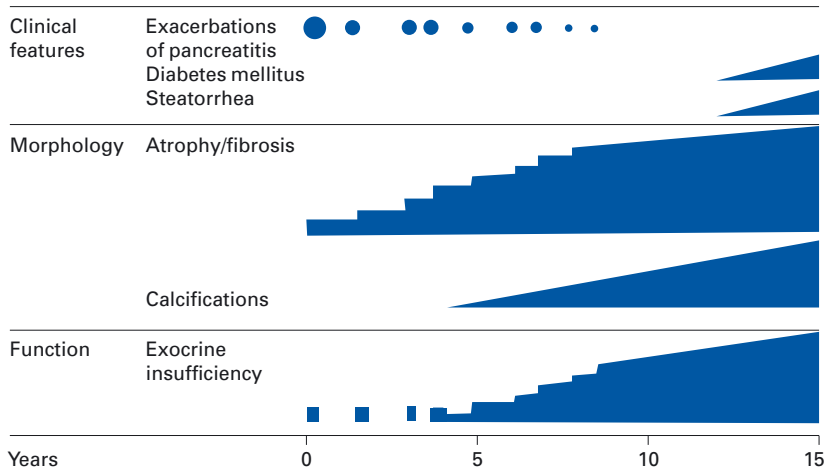 Clinical features
Exacerbations of pancreatitis
Diabetes mellitus
Steatorrhea
Morphology
Atrophy/fibrosis
Calcifications
Function
Exocrine insufficiency
Years
0
5
10
15